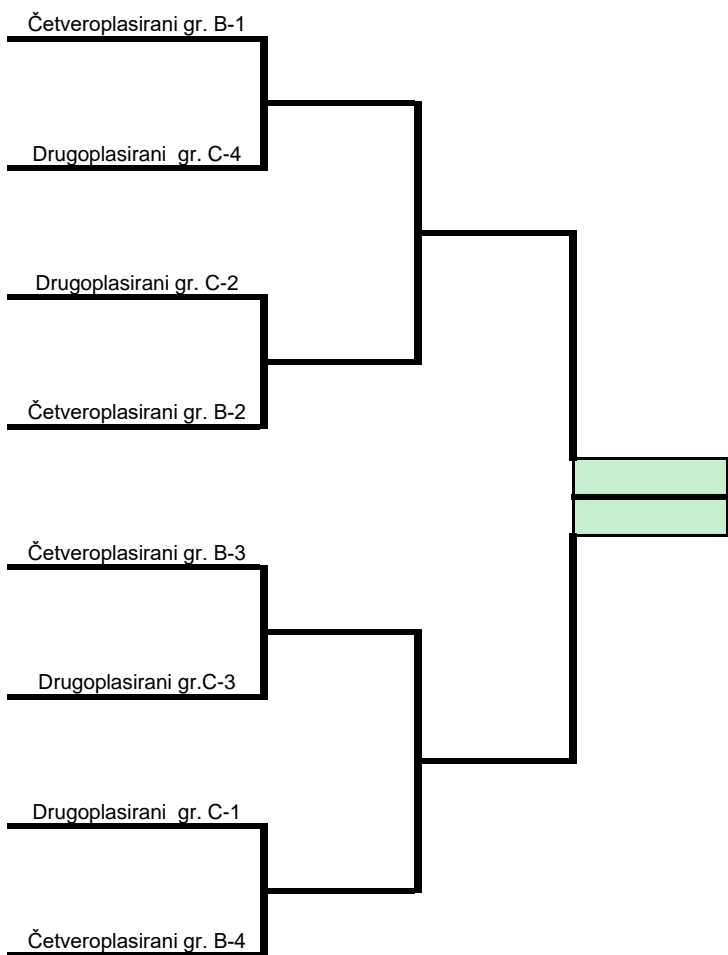 Četveroplasirani gr. B-1
Drugoplasirani  gr. C-4
Drugoplasirani gr. C-2
Četveroplasirani gr. B-2
Četveroplasirani gr. B-3
Drugoplasirani gr.C-3
Drugoplasirani  gr. C-1
Četveroplasirani gr. B-4